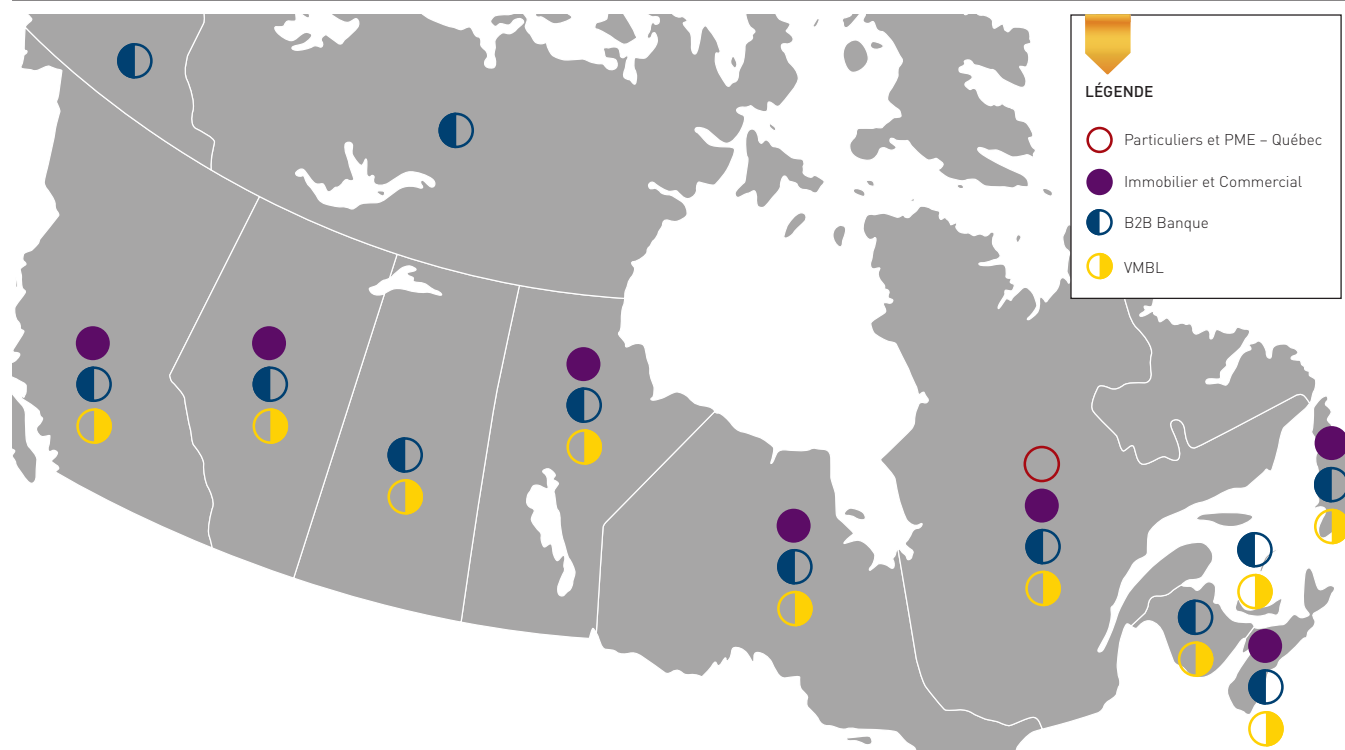 LÉGENDE
Particuliers et PME – Québec
Immobilier et Commercial
B2B Banque
VMBL